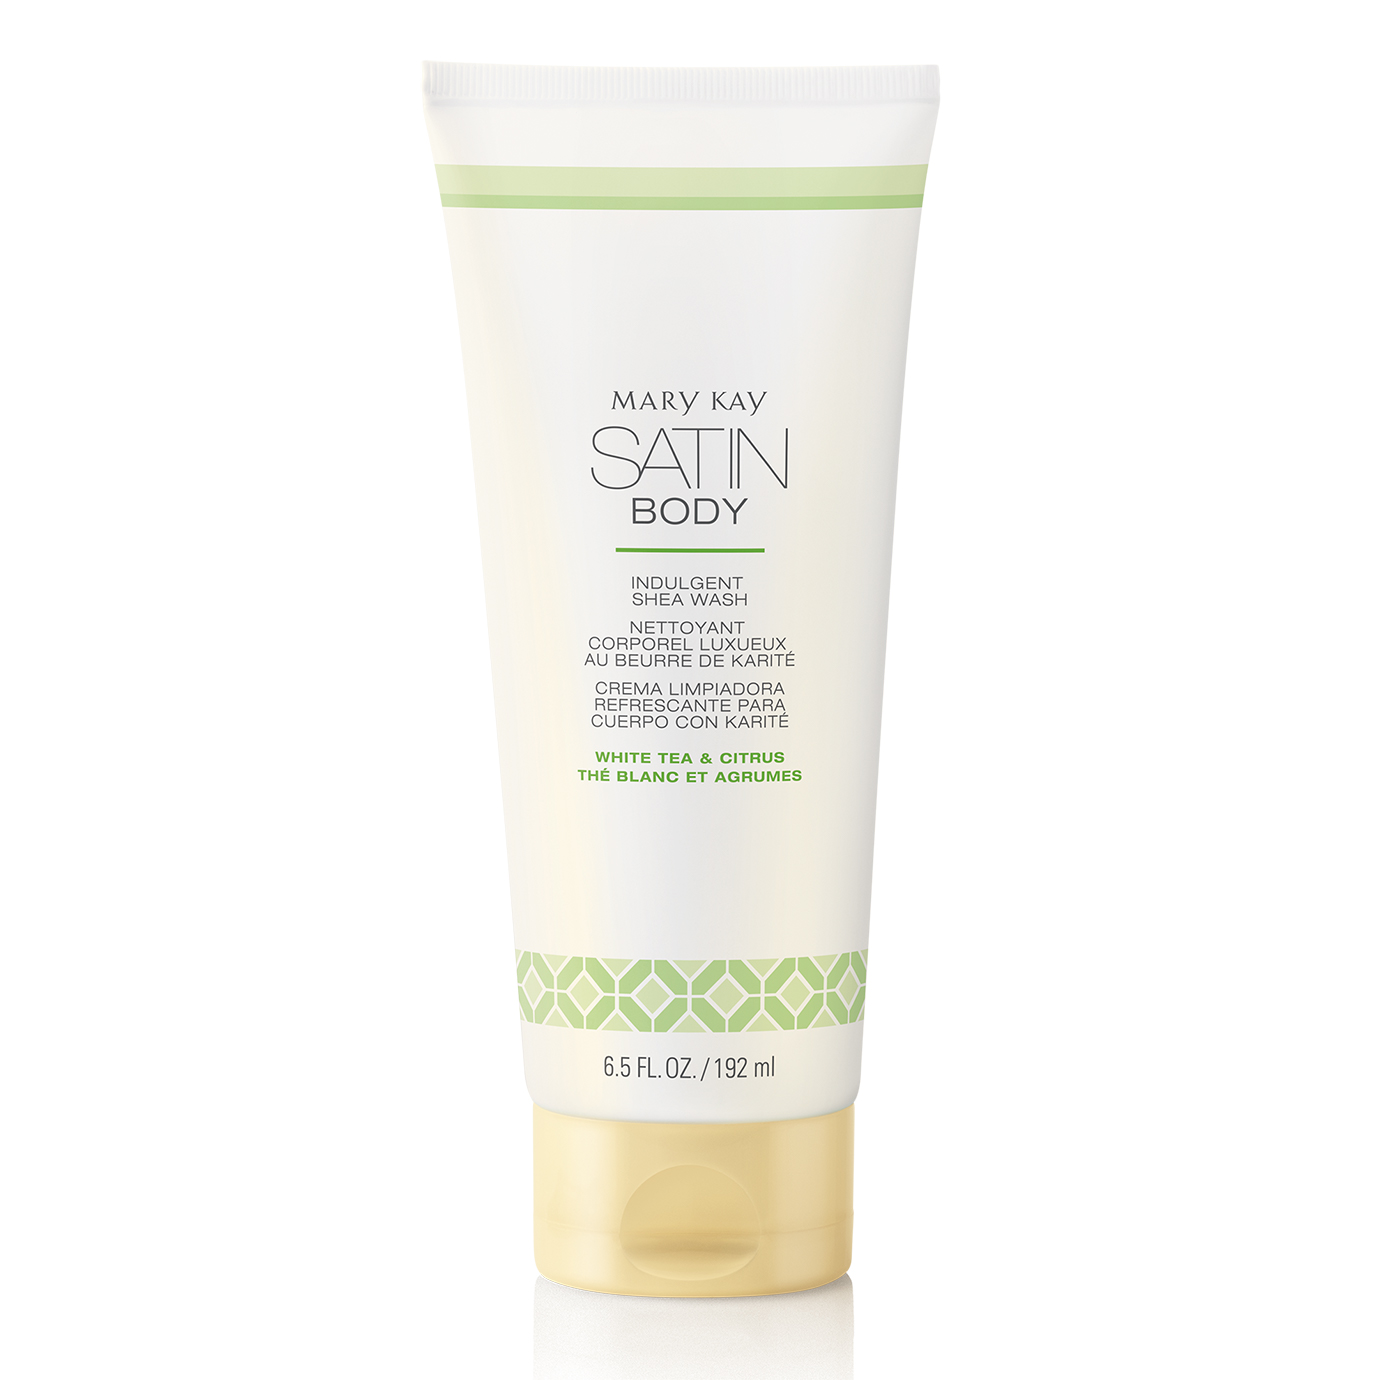 MARY KAY
SATIN
BODY
INDULGENT
SHEA WASH
NETTOYANT
CORPOREL LUXUEUX
AU BEURRE DE KARITÉ
CREMA LIMPIADORA
REFRESCANTE PARA
CUERPO CON KARITÉ
WHITE TEA & CITRUS
THÉ BLANC ET AGRUMES
6.5 FL. OZ. / 192 ml